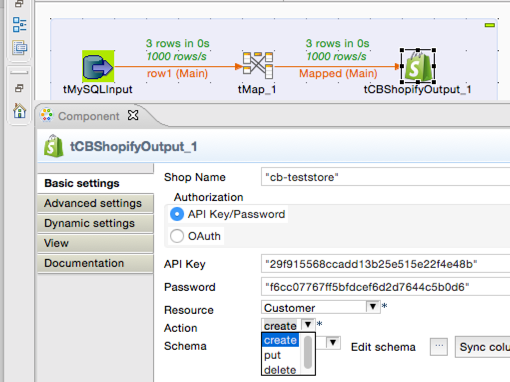 3 rows in 0s 3 rows in 0s
1000 rows/s 1000 rows/s
row1 (Main) Mapped (Main)
tMySQLInput tMap_1 tCBShopifyOutput_1
Component
tCBShopifyOutput_1
Basic settings
Advanced settings
Dynamic settings
View
Documentation
Shop Name "cb-teststore"
Authorization
API Key/Password
OAuth
API Key "29f915568ccadd13b25e515e22f4e48b"
Password "f6cc07767ff5bfdcef6d2d7644c5b0d6"
Resource Customer *
Action create *
Schema Edit schema ... Sync colu
create
put
delete